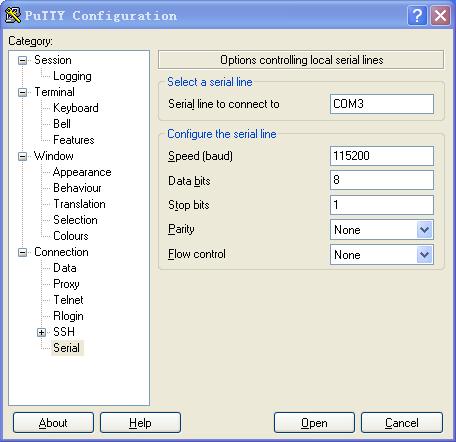 PuTTY Configuration
Category:
Session
Logging
Terminal
Keyboard
Bell
Features
Window
Appearance
Behaviour
Translation
Selection
Colours
Connection
Data
Proxy
Telnet
Rlogin
SSH
Serial
Options controlling local serial lines
Select a serial line
Serial line to connect to COM3
Configure the serial line
Speed (baud) 115200
Data bits 8
Stop bits 1
Parity None
Flow control None
About Help Open Cancel